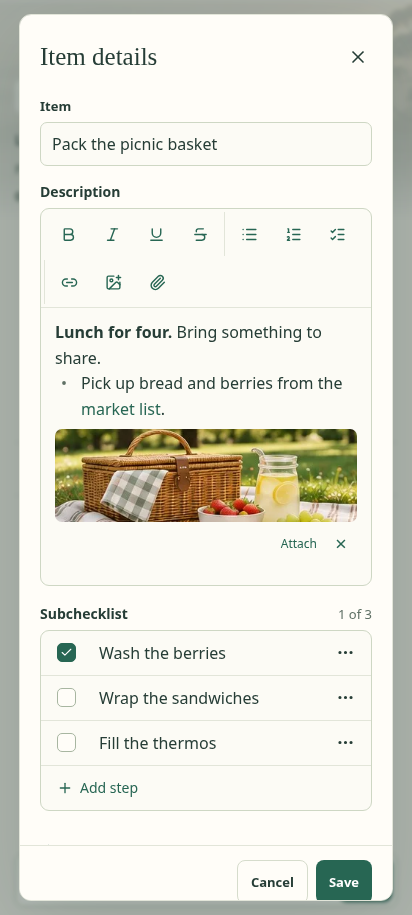 Item details
Item
Pack the picnic basket
Description
B I U S
Lunch for four. Bring something to
share.
• Pick up bread and berries from the
market list.
Attach
Subchecklist 1 of 3
Wash the berries
Wrap the sandwiches
Fill the thermos
+ Add step
Cancel Save